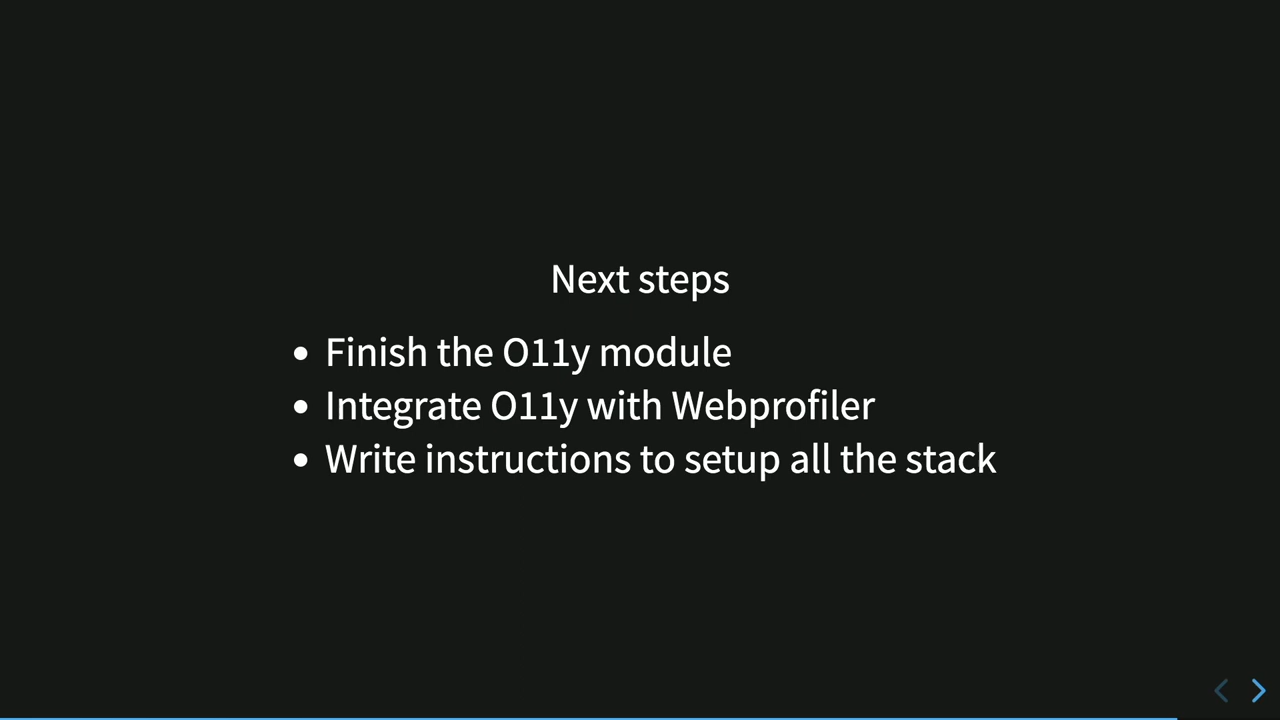 Next steps
• Finish the O11y module
• Integrate O11y with Webprofiler
• Write instructions to setup all the stack